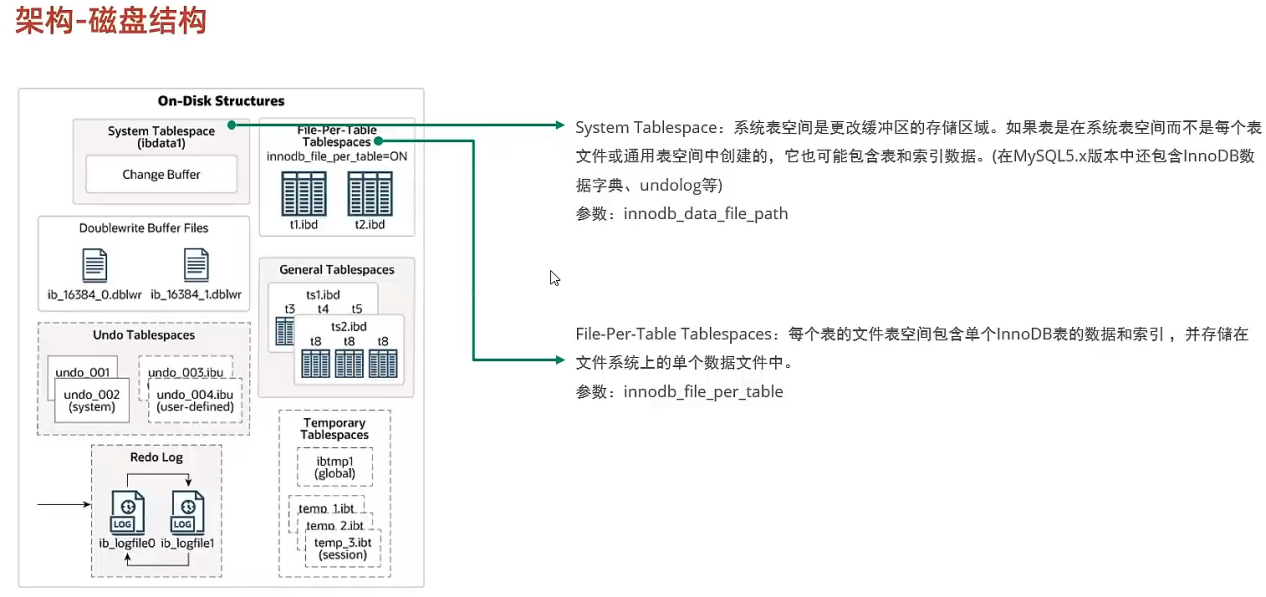 架构-磁盘结构
On-Disk Structures
System Tablespace
(ibdata1)
Change Buffer
File-Per-Table
Tablespaces
innodb_file_per_table=ON
t1.ibd
t2.ibd
Doublewrite Buffer Files
ib_16384_0.dblwr
ib_16384_1.dblwr
General Tablespaces
ts1.ibd
t3
t4
t5
ts2.ibd
t8
t8
t8
Undo Tablespaces
undo_001
undo_002
(system)
undo_003.ibu
undo_004.ibu
(user-defined)
Temporary
Tablespaces
ibtmp1
(global)
temp_1.ibt
temp_2.ibt
temp_3.ibt
(session)
Redo Log
LOG
LOG
ib_logfile0
ib_logfile1
System Tablespace：系统表空间是更改缓冲区的存储区域。如果表是在系统表空间而不是每个表
文件或通用表空间中创建的，它也可能包含表和索引数据。(在MySQL5.x版本中还包含InnoDB数
据字典、undolog等)
参数：innodb_data_file_path
File-Per-Table Tablespaces：每个表的文件表空间包含单个InnoDB表的数据和索引 ，并存储在
文件系统上的单个数据文件中。
参数：innodb_file_per_table